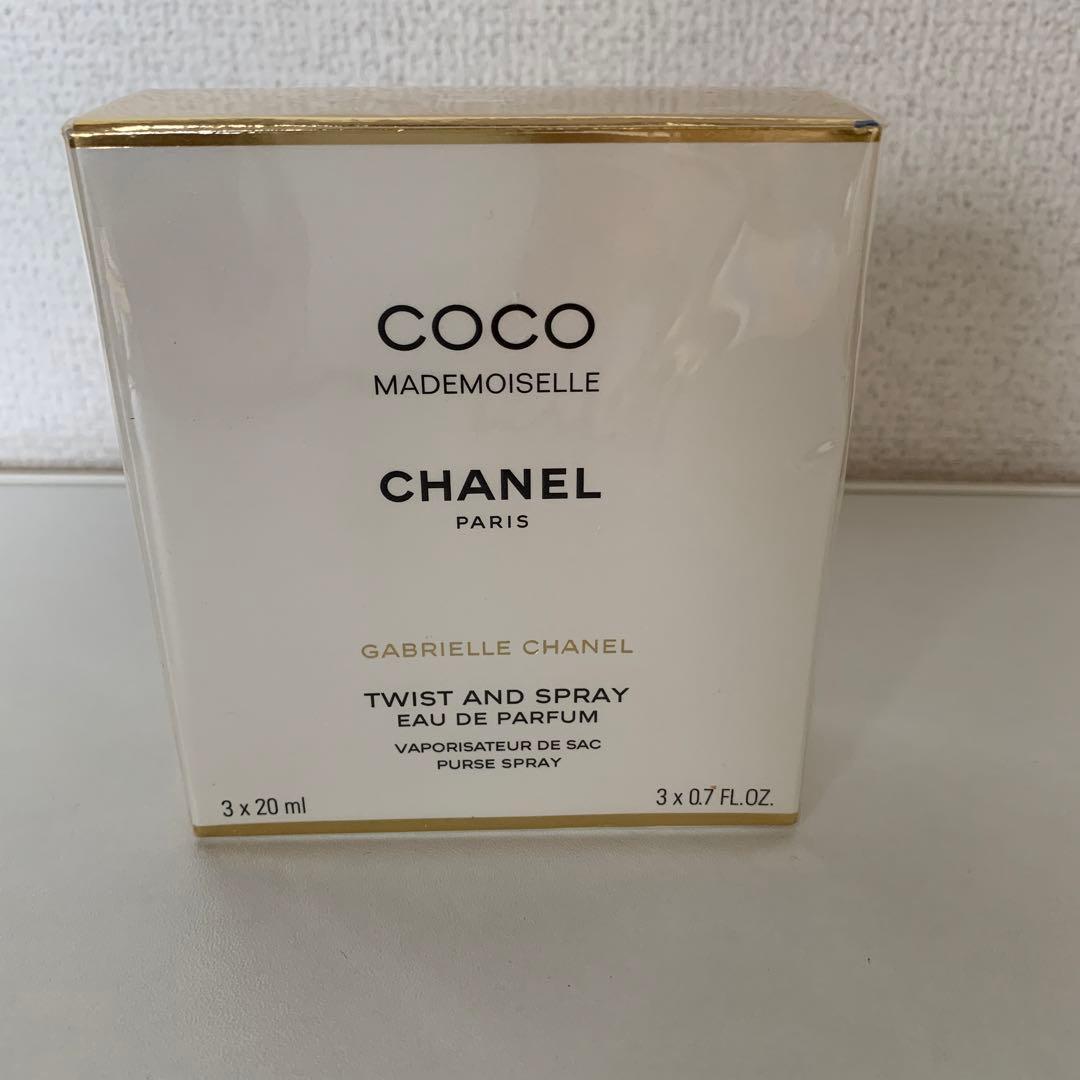 COCO
MADEMOISELLE
CHANEL
PARIS
GABRIELLE CHANEL
TWIST AND SPRAY
EAU DE PARFUM
VAPORISATEUR DE SAC
PURSE SPRAY
3 x 20 ml
3 x 0.7 FL.OZ.